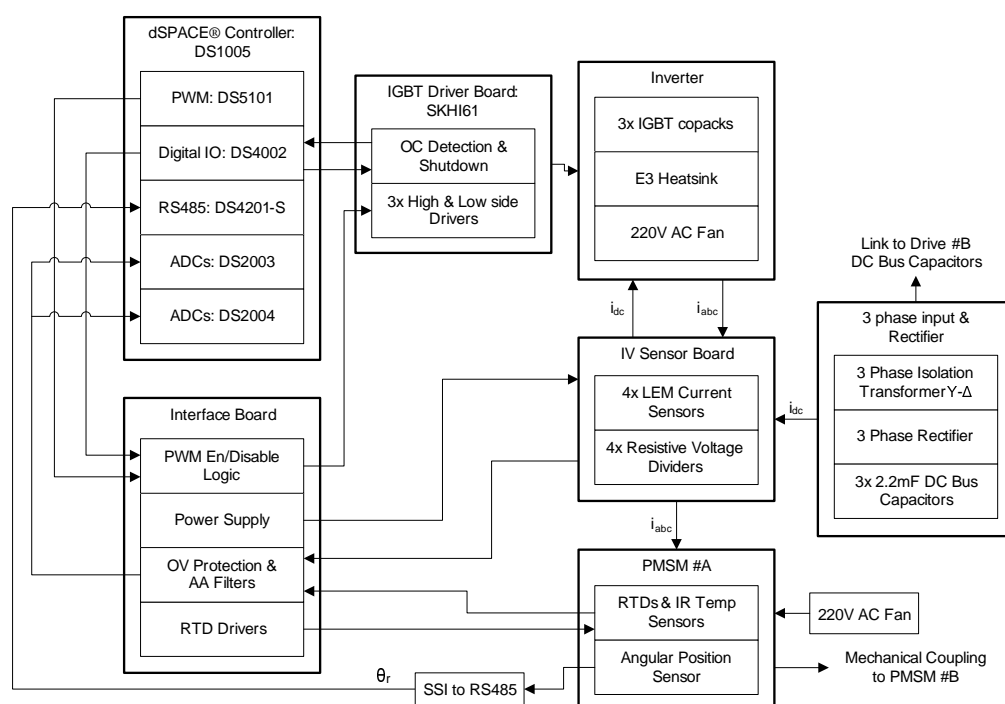 dSPACE® Controller:
DS1005
PWM: DS5101
Digital IO: DS4002
RS485: DS4201-S
ADCs: DS2003
ADCs: DS2004
IGBT Driver Board:
SKHI61
OC Detection &
Shutdown
3x High & Low side
Drivers
Inverter
3x IGBT copacks
E3 Heatsink
220V AC Fan
Link to Drive #B
DC Bus Capacitors
i_dc
i_abc
3 phase input &
Rectifier
3 Phase Isolation
Transformer Y-Δ
3 Phase Rectifier
3x 2.2mF DC Bus
Capacitors
i_dc
IV Sensor Board
4x LEM Current
Sensors
4x Resistive Voltage
Dividers
Interface Board
PWM En/Disable
Logic
Power Supply
OV Protection &
AA Filters
RTD Drivers
i_abc
PMSM #A
RTDs & IR Temp
Sensors
Angular Position
Sensor
220V AC Fan
Mechanical Coupling
to PMSM #B
θ_r
SSI to RS485